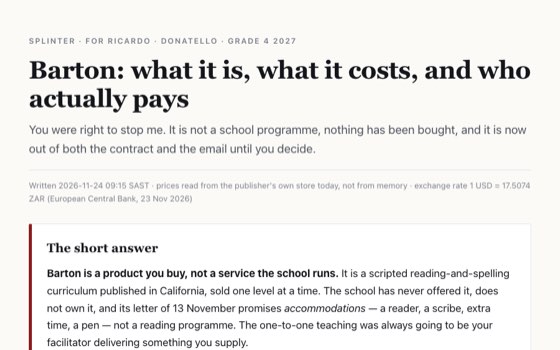 SPLINTER · FOR RICARDO · DONATELLO · GRADE 4 2027
Barton: what it is, what it costs, and who
actually pays
You were right to stop me. It is not a school programme, nothing has been bought, and it is now
out of both the contract and the email until you decide.
Written 2026-11-24 09:15 SAST · prices read from the publisher's own store today, not from memory · exchange rate 1 USD = 17.5074
ZAR (European Central Bank, 23 Nov 2026)
The short answer
Barton is a product you buy, not a service the school runs. It is a scripted reading-and-spelling
curriculum published in California, sold one level at a time. The school has never offered it, does
not own it, and its letter of 13 November promises accommodations — a reader, a scribe, extra
time, a pen — not a reading programme. The one-to-one teaching was always going to be your
facilitator delivering something you supply.